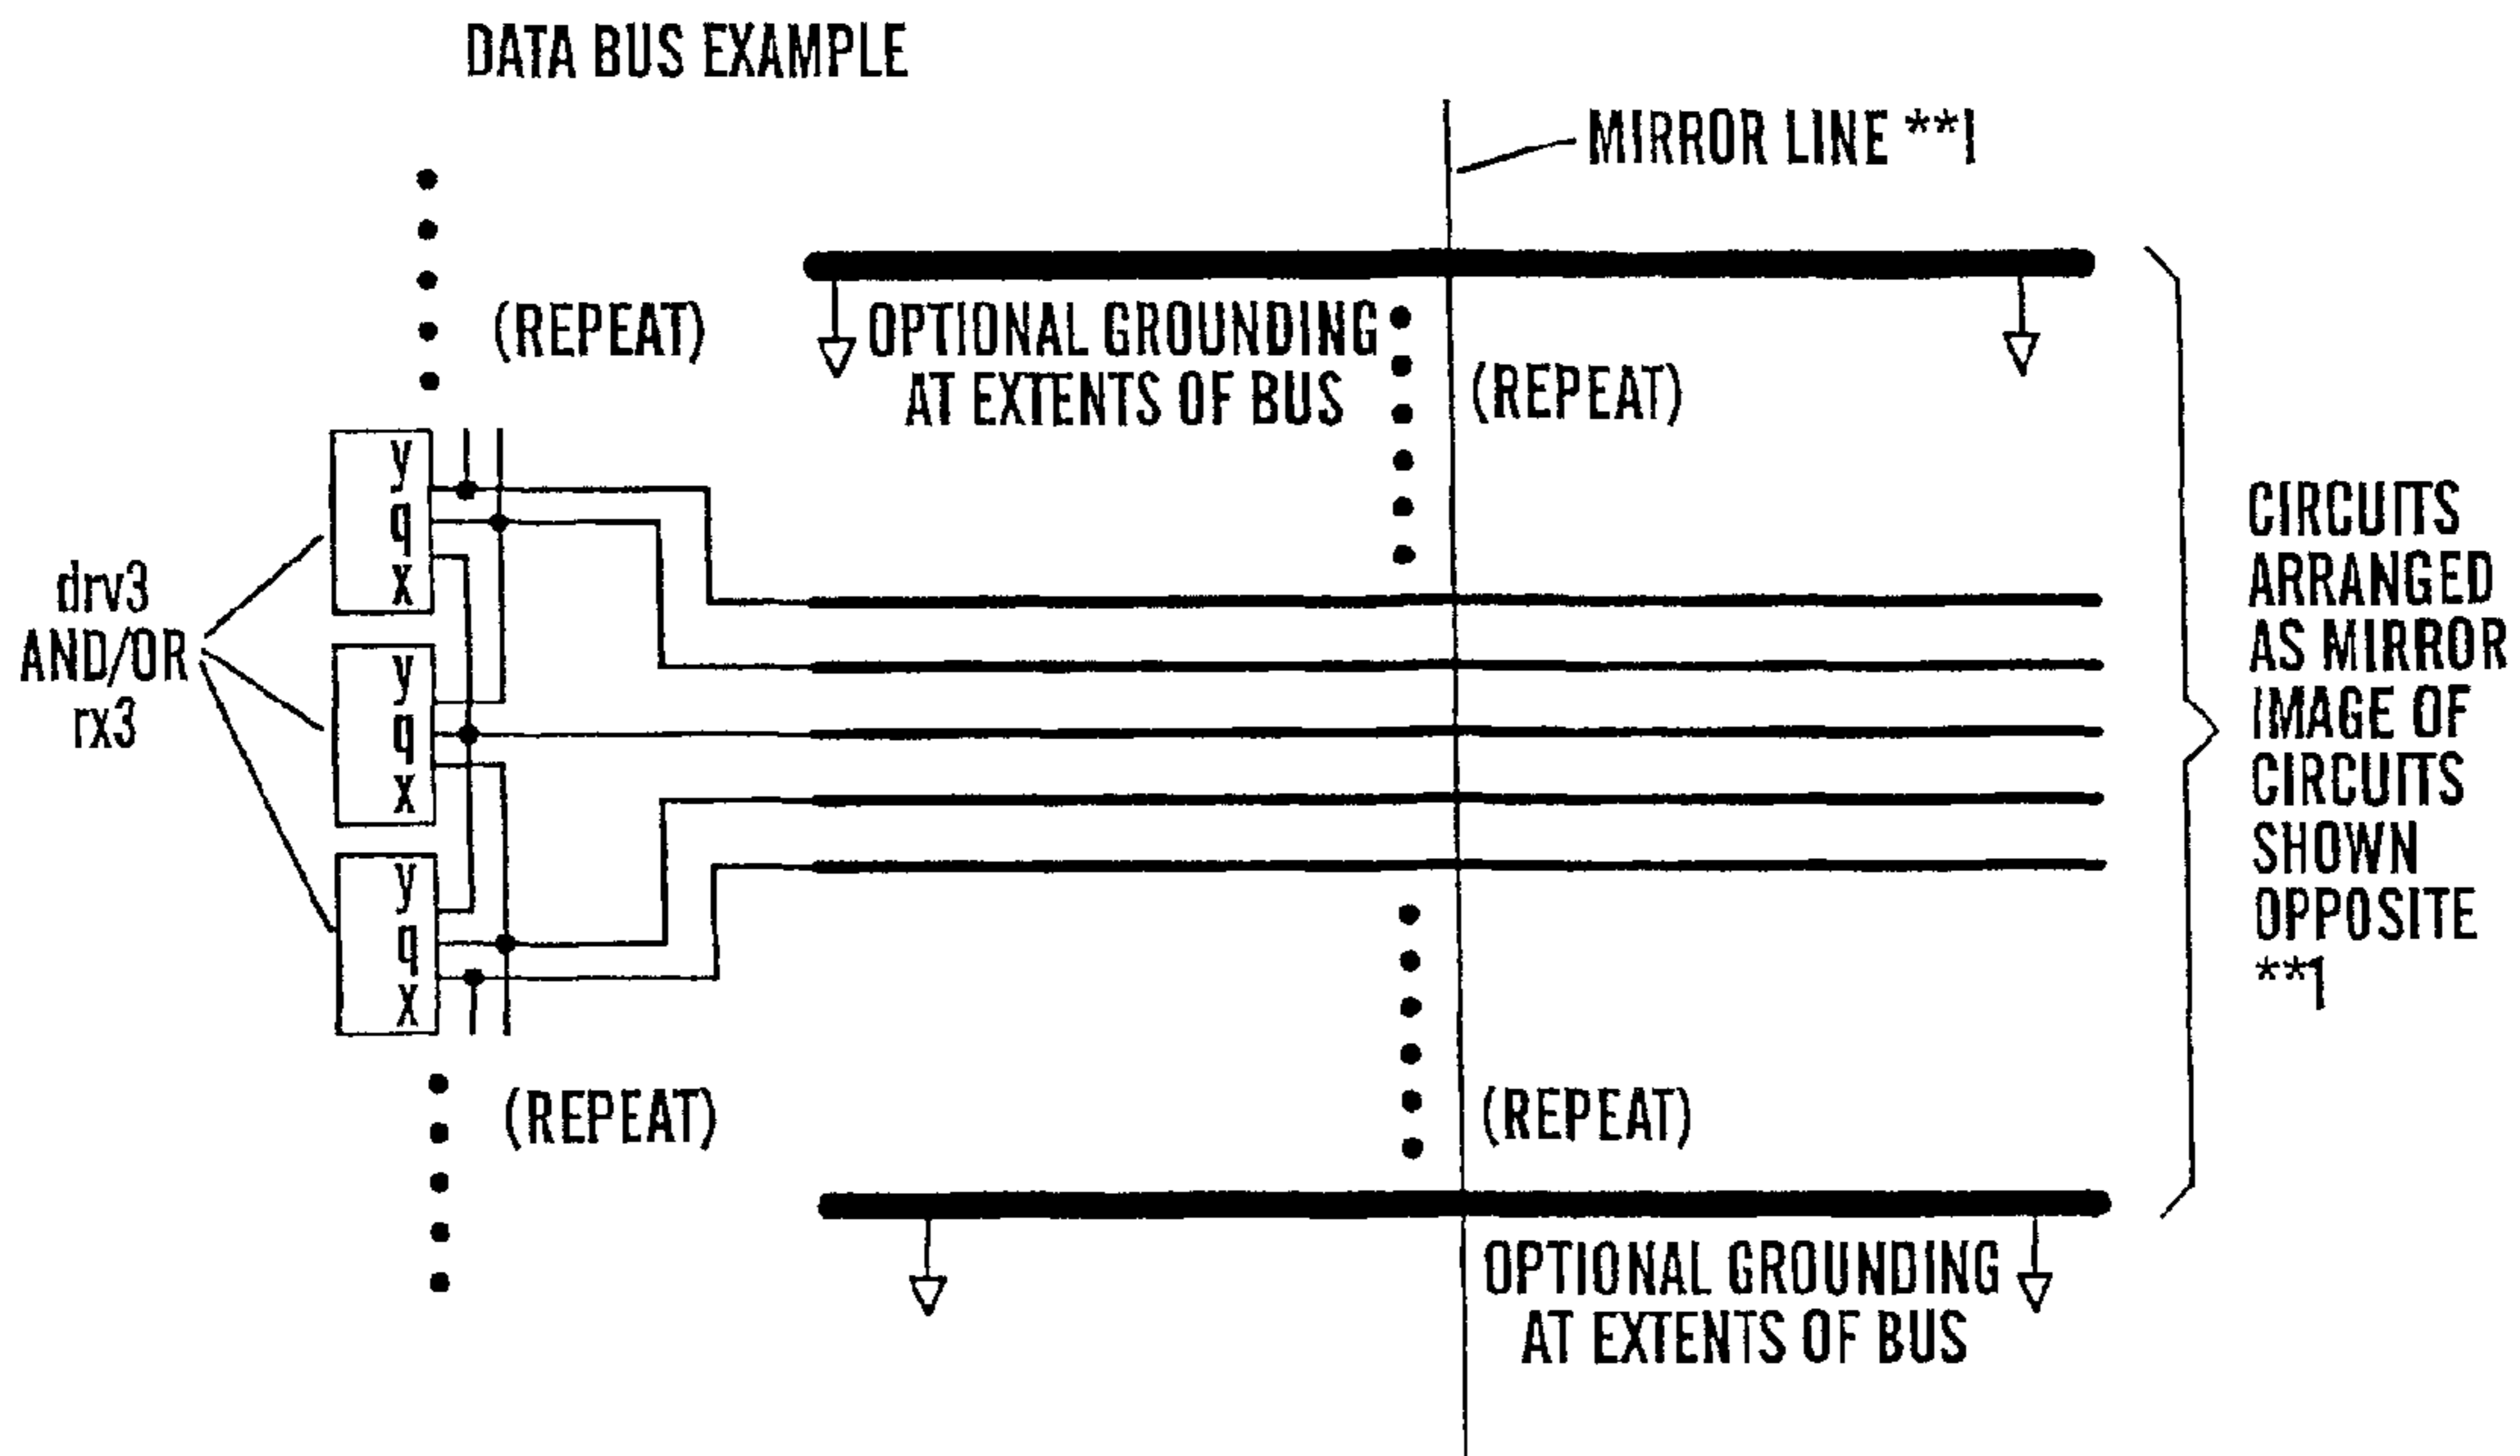 DATA BUS EXAMPLE
MIRROR LINE **1
(REPEAT)
OPTIONAL GROUNDING
AT EXTENTS OF BUS
(REPEAT)
y
q
x
drv3
AND/OR
rx3
y
q
x
y
q
x
CIRCUITS
ARRANGED
AS MIRROR
IMAGE OF
CIRCUITS
SHOWN
OPPOSITE
**1
(REPEAT)
(REPEAT)
OPTIONAL GROUNDING
AT EXTENTS OF BUS